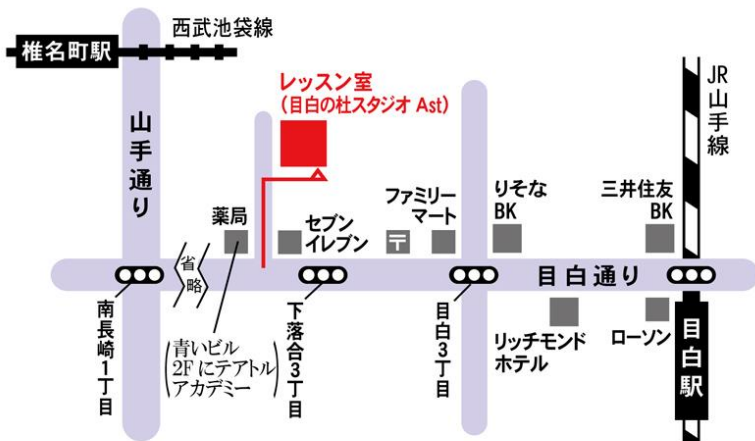 西武池袋線
椎名町駅
山手通り
レッスン室
（目白の杜スタジオ Ast）
JR山手線
薬局
セブン
イレブン
〒
ファミリー
マート
りそな
BK
三井住友
BK
省略
目白通り
南長崎1丁目
青いビル
2Fにテアトル
アカデミー
下落合3丁目
目白3丁目
リッチモンド
ホテル
ローソン
目白駅